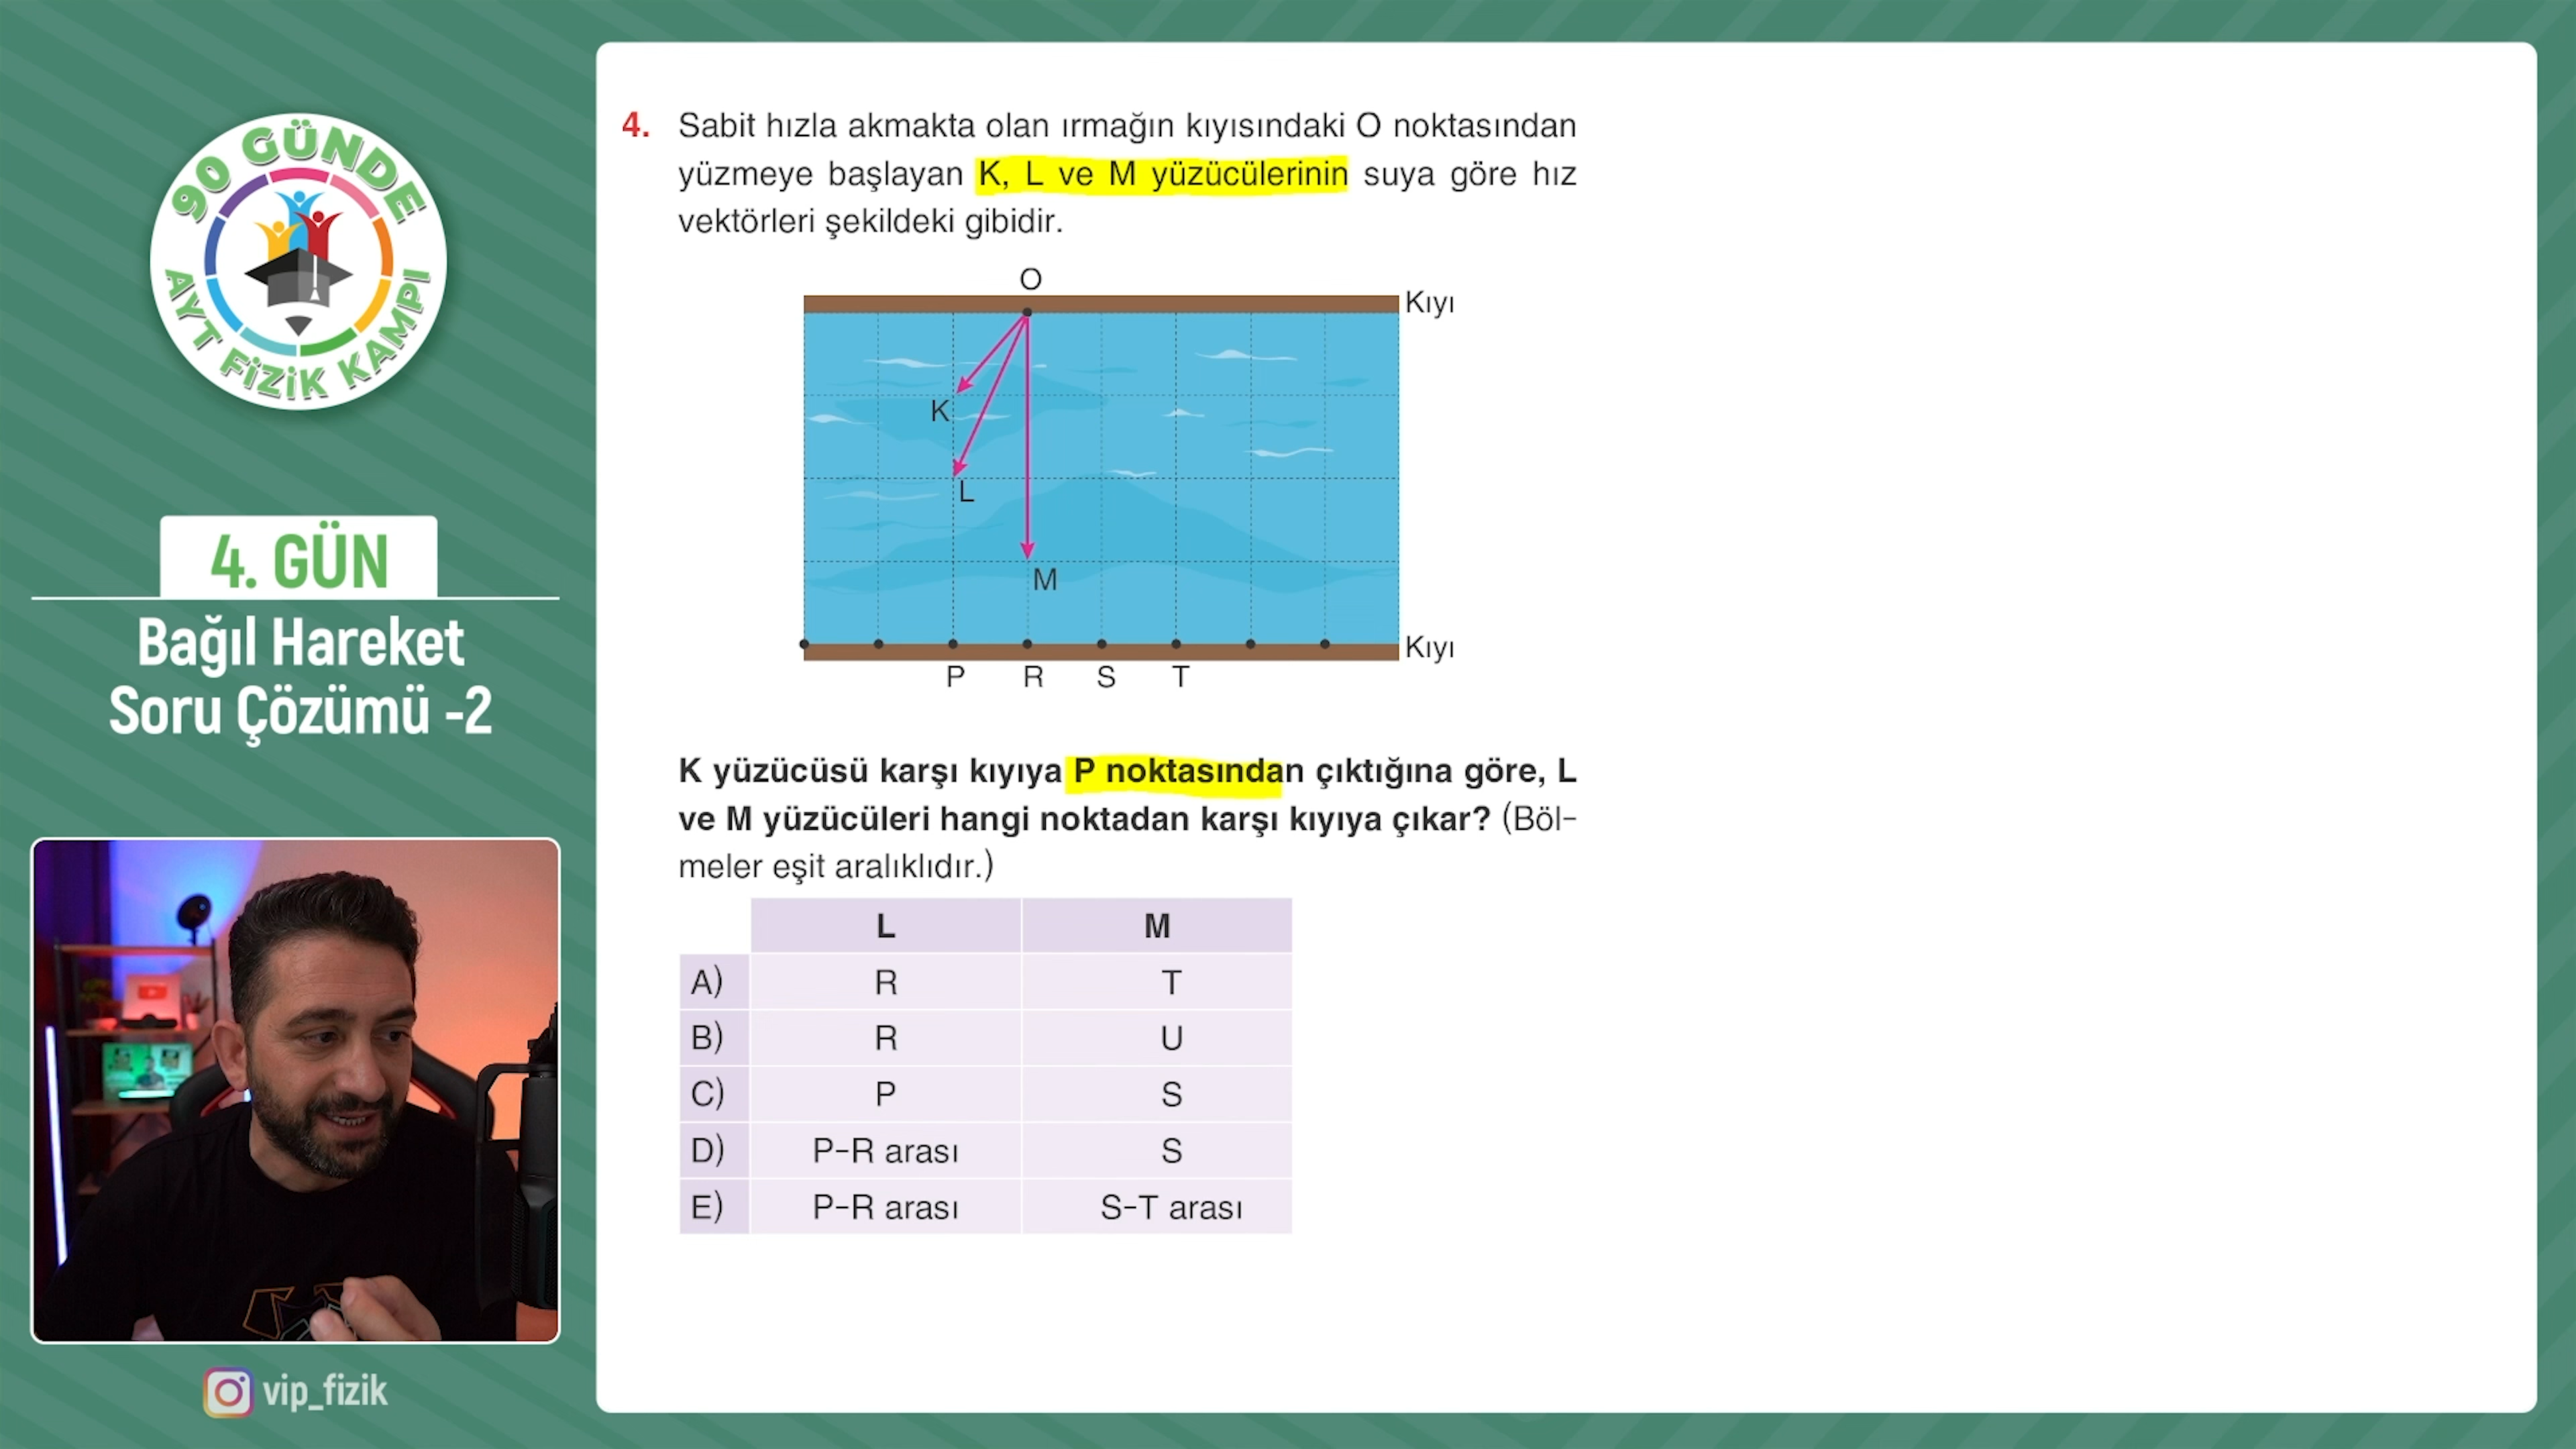 90 GÜNDE
AYT FİZİK KAMPI
4. GÜN
Bağıl Hareket
Soru Çözümü -2
vip_fizik
4. Sabit hızla akmakta olan ırmağın kıyısındaki O noktasından
yüzmeye başlayan K, L ve M yüzücülerinin suya göre hız
vektörleri şekildeki gibidir.
O
Kıyı
K
L
M
Kıyı
P R S T
K yüzücüsü karşı kıyıya P noktasından çıktığına göre, L
ve M yüzücüleri hangi noktadan karşı kıyıya çıkar? (Böl-
meler eşit aralıklıdır.)
L M
A) R T
B) R U
C) P S
D) P-R arası S
E) P-R arası S-T arası